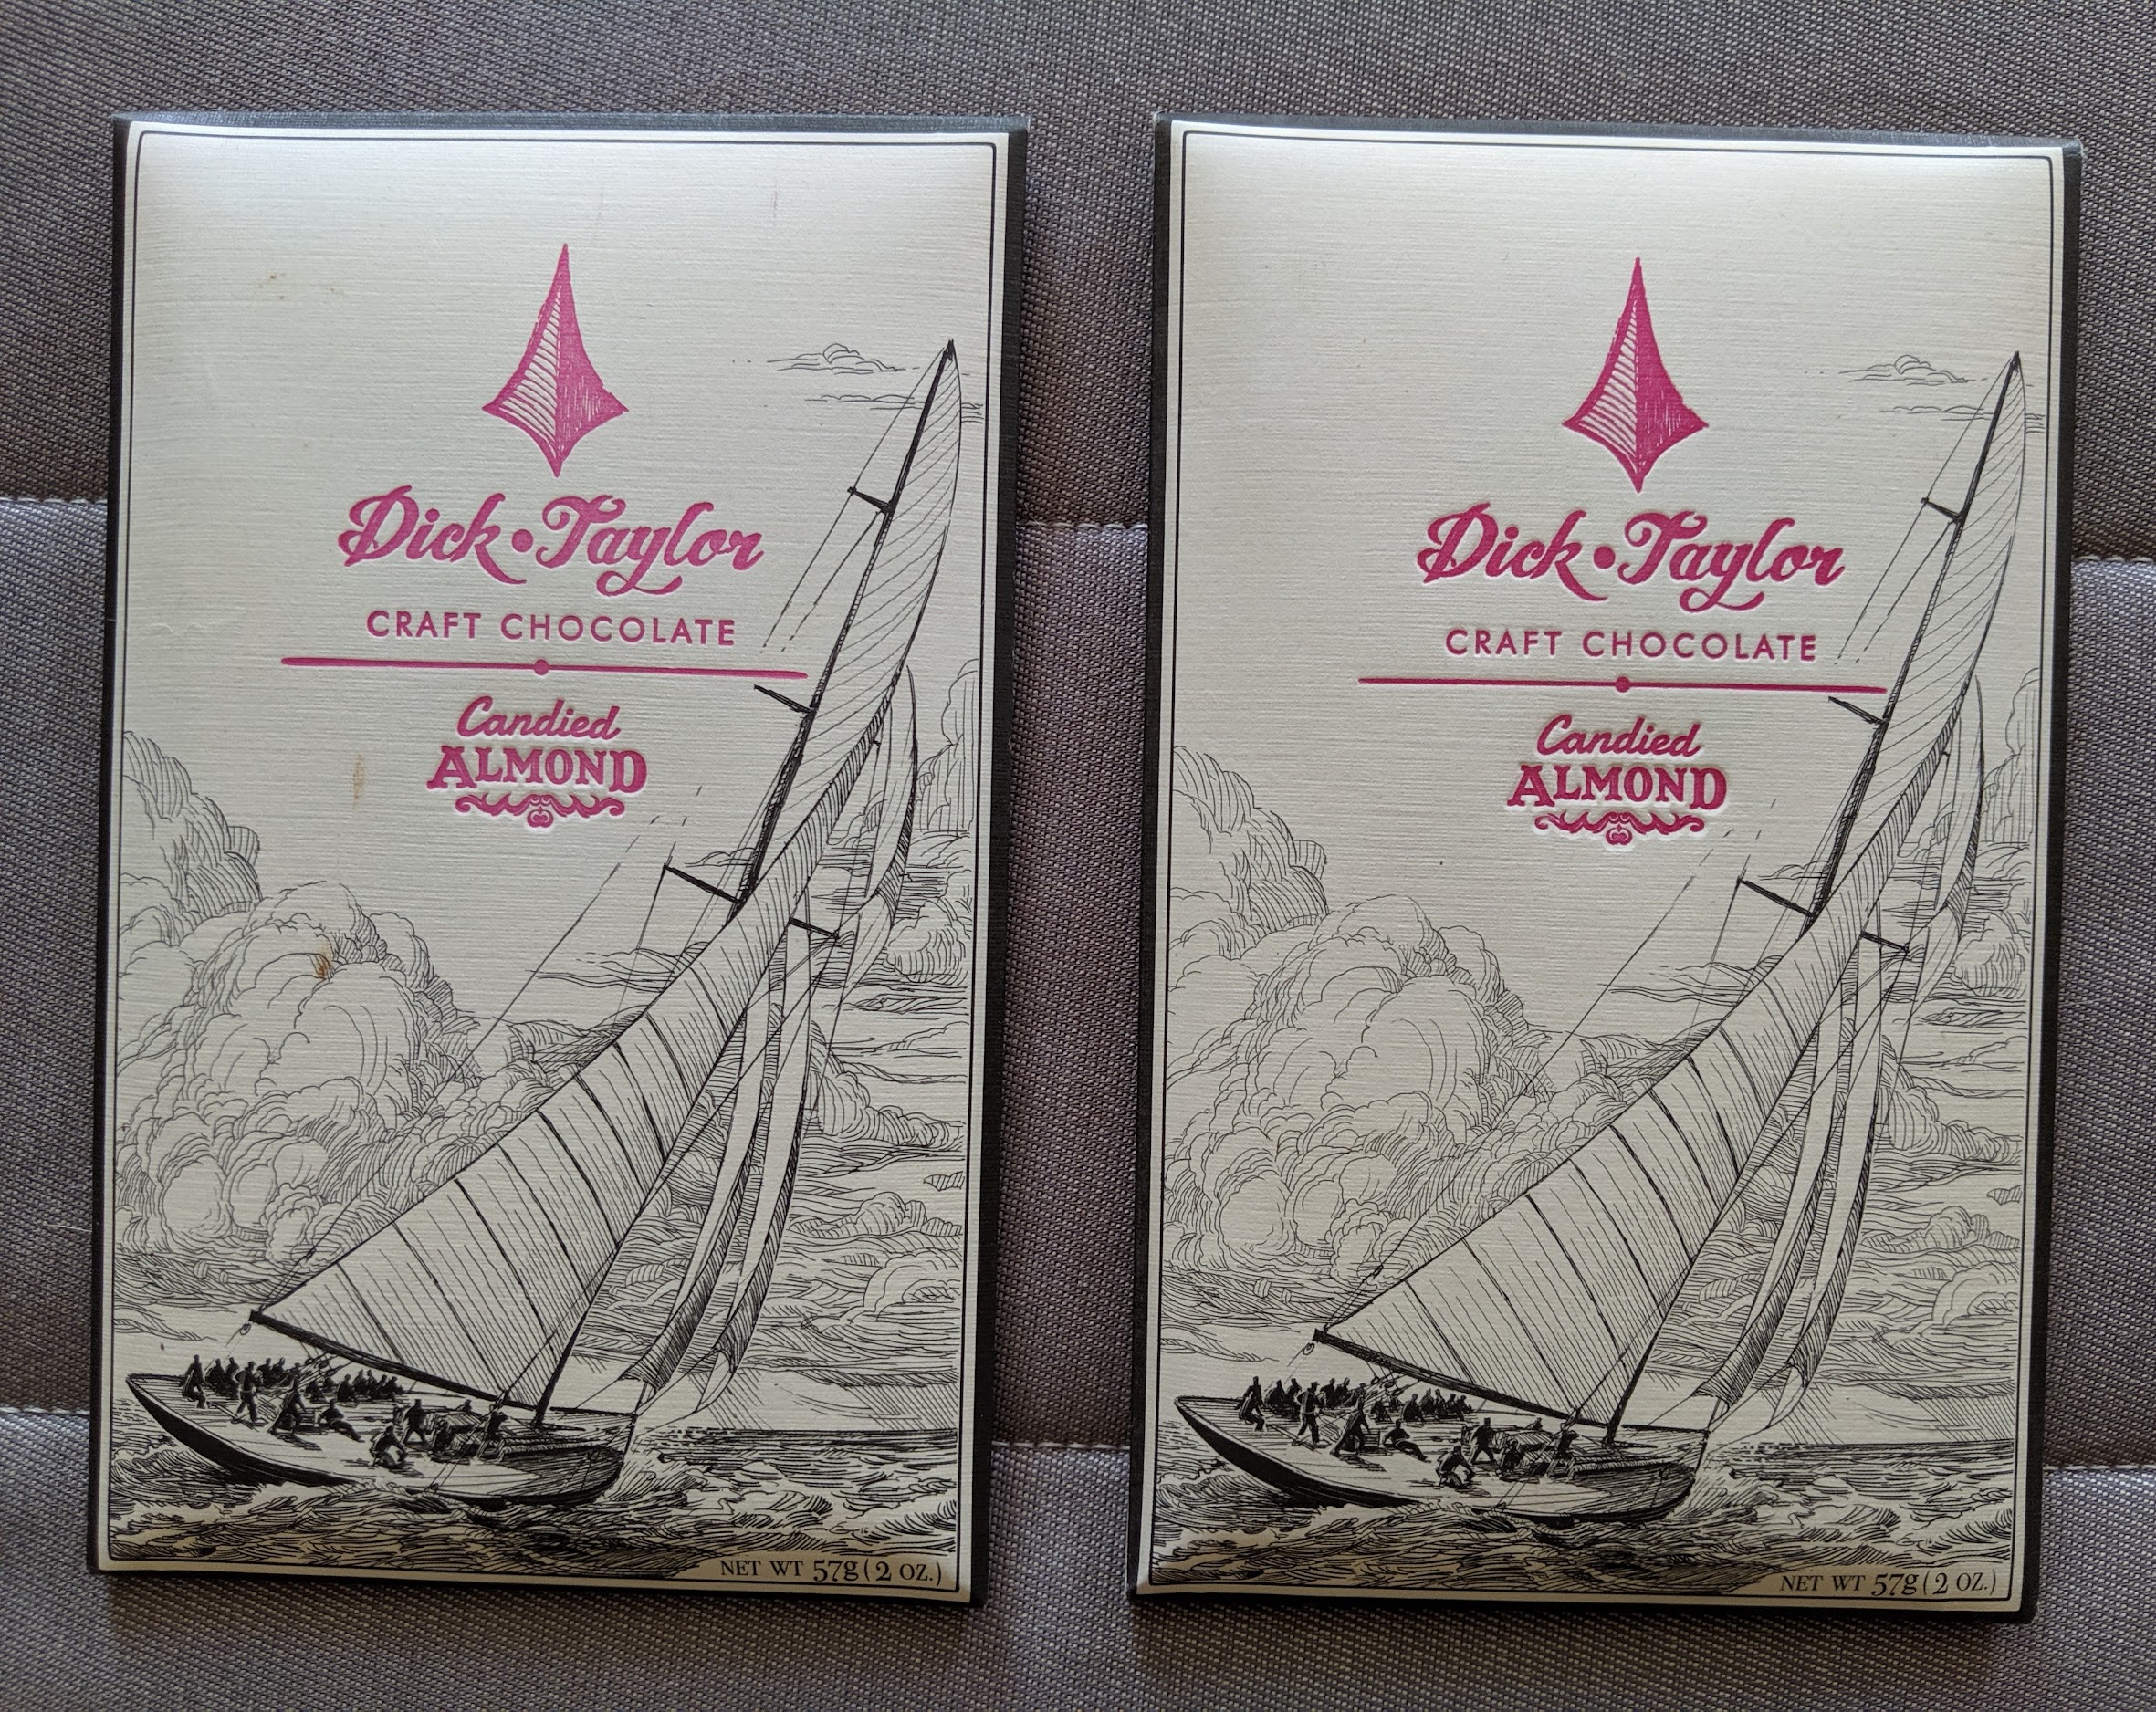 Dick • Taylor
CRAFT CHOCOLATE
Candied
ALMOND
NET WT 57g (2 OZ.)
Dick • Taylor
CRAFT CHOCOLATE
Candied
ALMOND
NET WT 57g (2 OZ.)